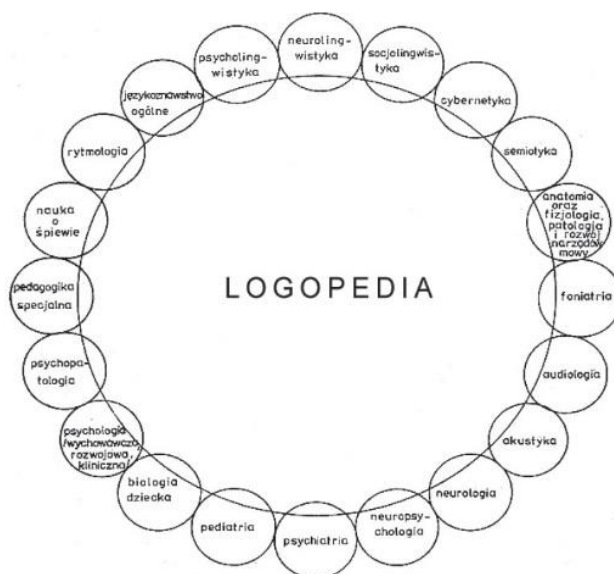 neuroling-
wistyka
socjolingwis-
tyka
cybernetyka
semiotyka
anatomia
oraz
fizjologia,
patologia
i rozwój
narządów
mowy
foniatria
audiologia
akustyka
neurologia
neuropsy-
chologia
psychiatria
pediatria
biologia
dziecka
psychologia
/wychowawcza,
rozwojowa,
kliniczna/
psychopa-
tologia
pedagogika
specjalna
nauka
o
śpiewie
rytmologia
językoznawstwo
ogólne
psycholing-
wistyka
LOGOPEDIA